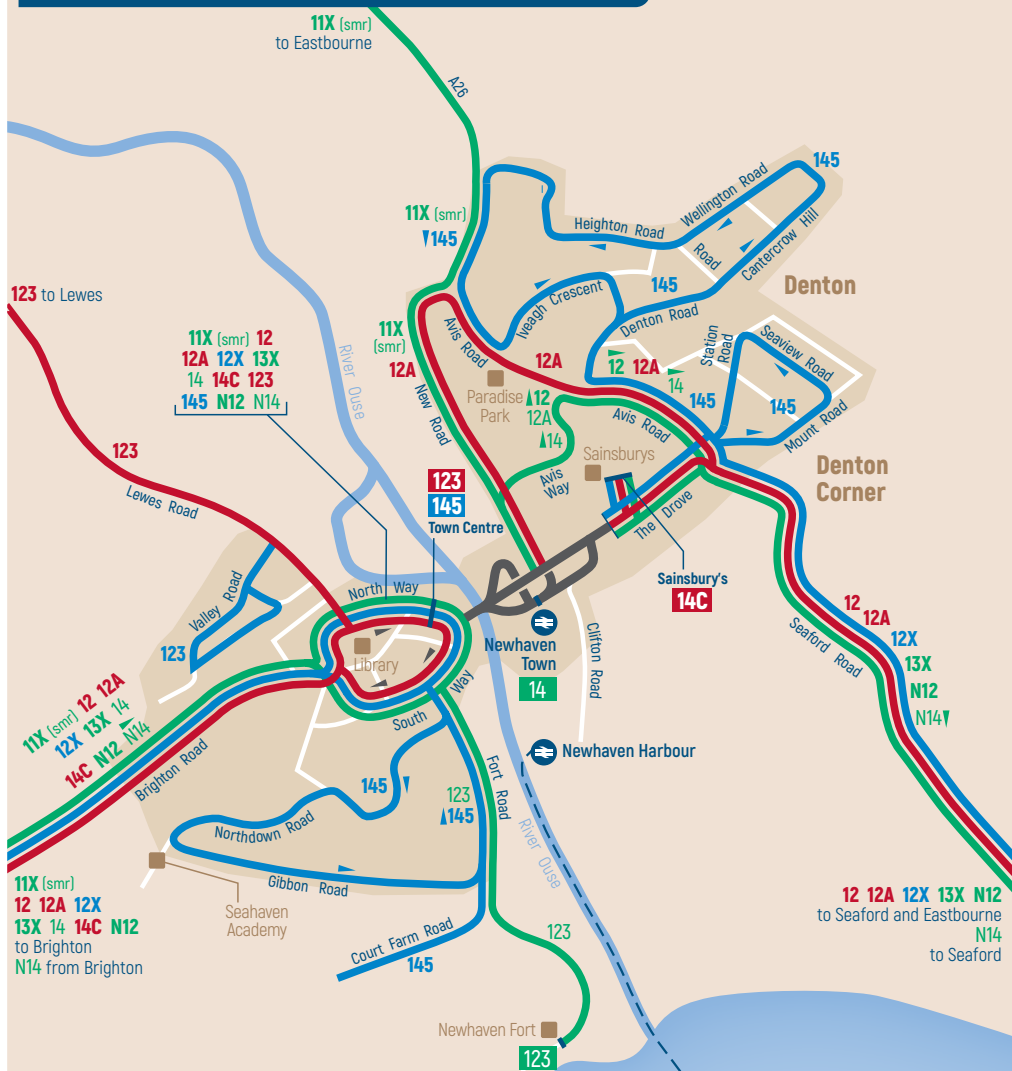 11X (smr)
to Eastbourne
A26
145
Wellington Road
11X (smr)
145
Heighton Road
Road
Cantercrow Hill
123 to Lewes
Iveagh Crescent
145
Denton
Denton Road
11X (smr) 12
12A 12X 13X
14 14C 123
145 N12 N14
River Ouse
11X
(smr)
12A
Avis Road
12A
12 12A
14
Station
Road
Seaview Road
New Road
Paradise
Park
12
12A
14
145
145
Mount Road
Avis Road
123
Lewes Road
Sainsburys
Avis
Way
Denton
Corner
123
145
Town Centre
The Drove
Sainsbury's
14C
North Way
Valley Road
123
Library
Newhaven
Town
14
Clifton Road
12
12A
12X
13X
N12
N14
Seaford Road
South Way
11X (smr) 12 12A
12X 13X 14
14C N12 N14
Brighton Road
Newhaven Harbour
145
Fort Road
123
145
Northdown Road
River Ouse
Gibbon Road
11X (smr)
12 12A 12X
13X 14 14C N12
to Brighton
N14 from Brighton
Seahaven
Academy
Court Farm Road
145
123
12 12A 12X 13X N12
to Seaford and Eastbourne
N14
to Seaford
Newhaven Fort
123